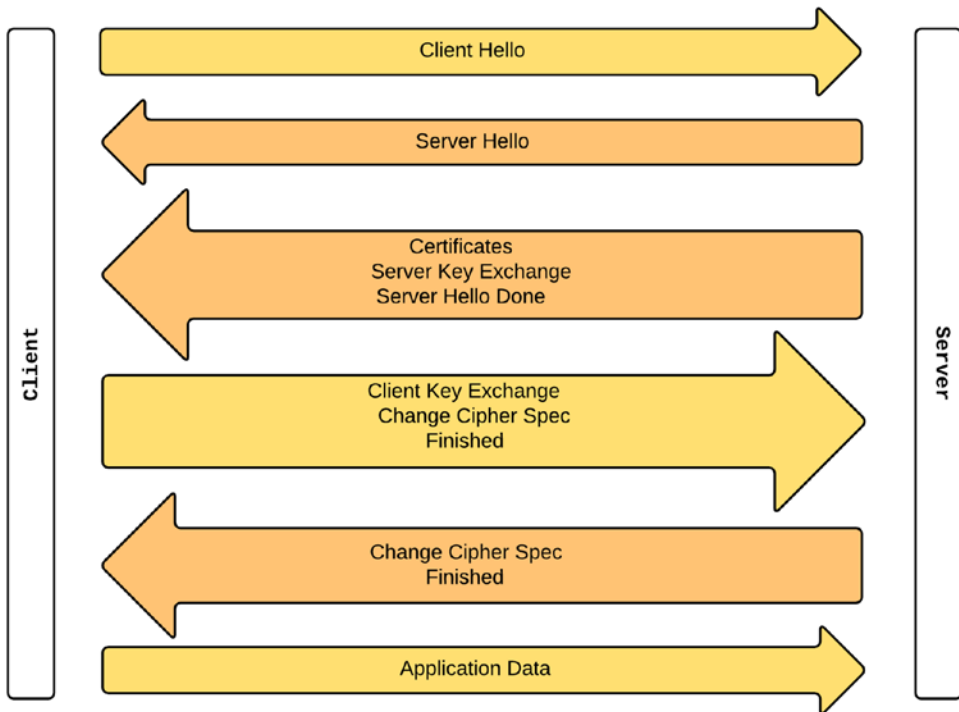 Client Hello
Server Hello
Certificates
Server Key Exchange
Server Hello Done
Client
Server
Client Key Exchange
Change Cipher Spec
Finished
Change Cipher Spec
Finished
Application Data